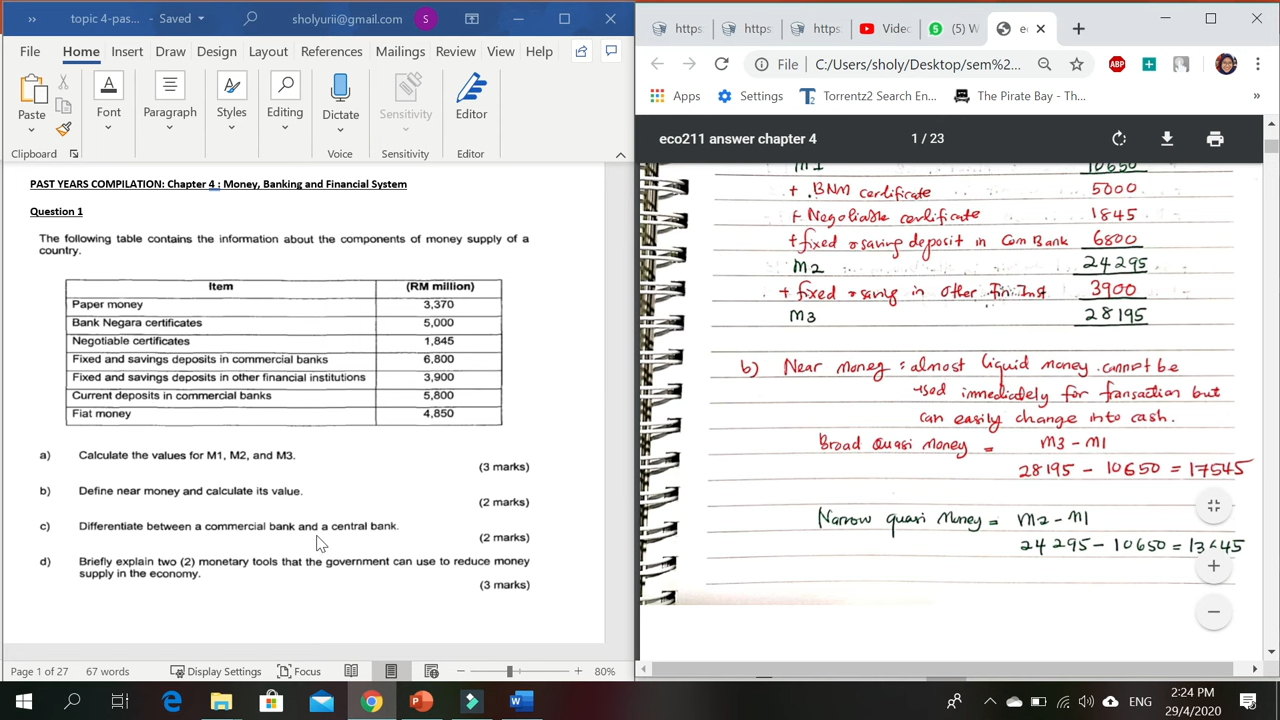 topic 4-pas... - Saved
sholyurii@gmail.com
S
File Home Insert Draw Design Layout References Mailings Review View Help
Paste
Font
Paragraph
Styles
Editing
Dictate
Sensitivity
Editor
Clipboard
Voice
Sensitivity
Editor
PAST YEARS COMPILATION: Chapter 4 : Money, Banking and Financial System
Question 1
The following table contains the information about the components of money supply of a
country.
Item (RM million)
Paper money 3,370
Bank Negara certificates 5,000
Negotiable certificates 1,845
Fixed and savings deposits in commercial banks 6,800
Fixed and savings deposits in other financial institutions 3,900
Current deposits in commercial banks 5,800
Fiat money 4,850
a) Calculate the values for M1, M2, and M3.
(3 marks)
b) Define near money and calculate its value.
(2 marks)
c) Differentiate between a commercial bank and a central bank.
(2 marks)
d) Briefly explain two (2) monetary tools that the government can use to reduce money
supply in the economy.
(3 marks)
Page 1 of 27 67 words Display Settings Focus 80%
https https https Videc (5) W ec
File C:/Users/sholy/Desktop/sem%2...
ABP
Apps Settings Torrentz2 Search En... The Pirate Bay - Th...
eco211 answer chapter 4 1 / 23
M1 10650
+ BNM certificate 5000
+ Negotiable certificate 1845
+ fixed & saving deposit in Com Bank 6800
M2 24295
+ fixed & saving in other Fin Inst 3900
M3 28195
b) Near money : almost liquid money cannot be
used immediately for transaction but
can easily change into cash.
Broad Quasi Money = M3 - M1
28195 - 10650 = 17545
Narrow quasi Money = M2 - M1
24295 - 10650 = 13645
ENG
2:24 PM
29/4/2020